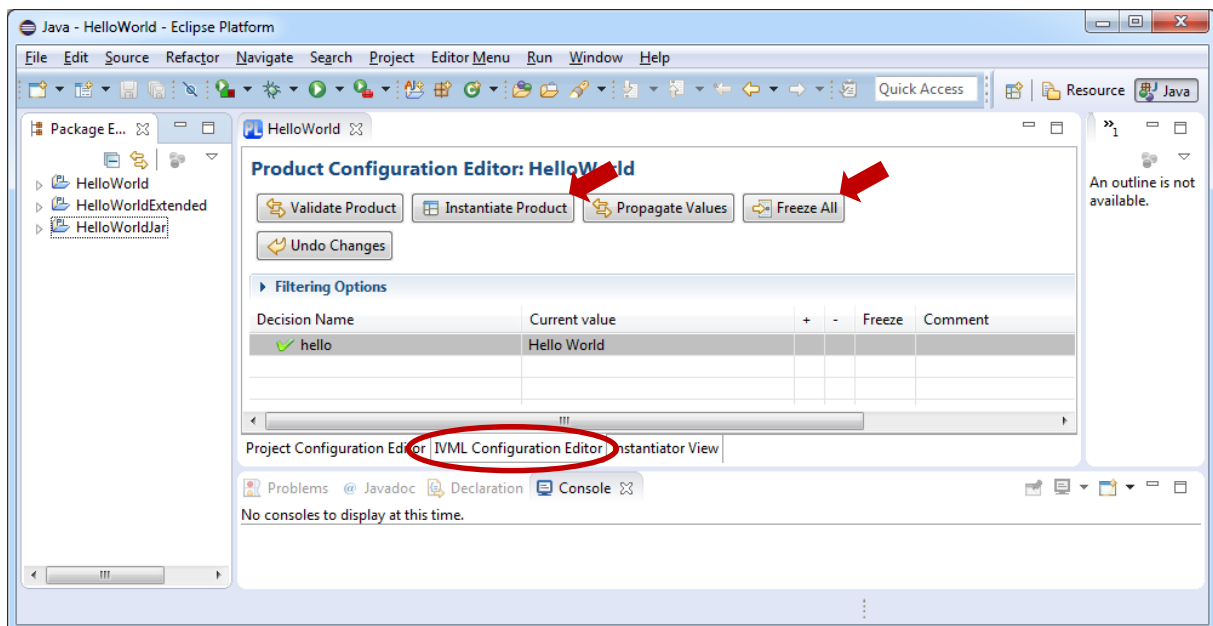 Java - HelloWorld - Eclipse Platform
File Edit Source Refactor Navigate Search Project Editor Menu Run Window Help
Quick Access Resource Java
Package E...
HelloWorld
HelloWorldExtended
HelloWorldJar
HelloWorld
Product Configuration Editor: HelloWorld
Validate Product Instantiate Product Propagate Values Freeze All
Undo Changes
Filtering Options
Decision Name Current value + - Freeze Comment
hello Hello World
Project Configuration Editor IVML Configuration Editor Instantiator View
Problems @ Javadoc Declaration Console
No consoles to display at this time.
»1
An outline is not
available.